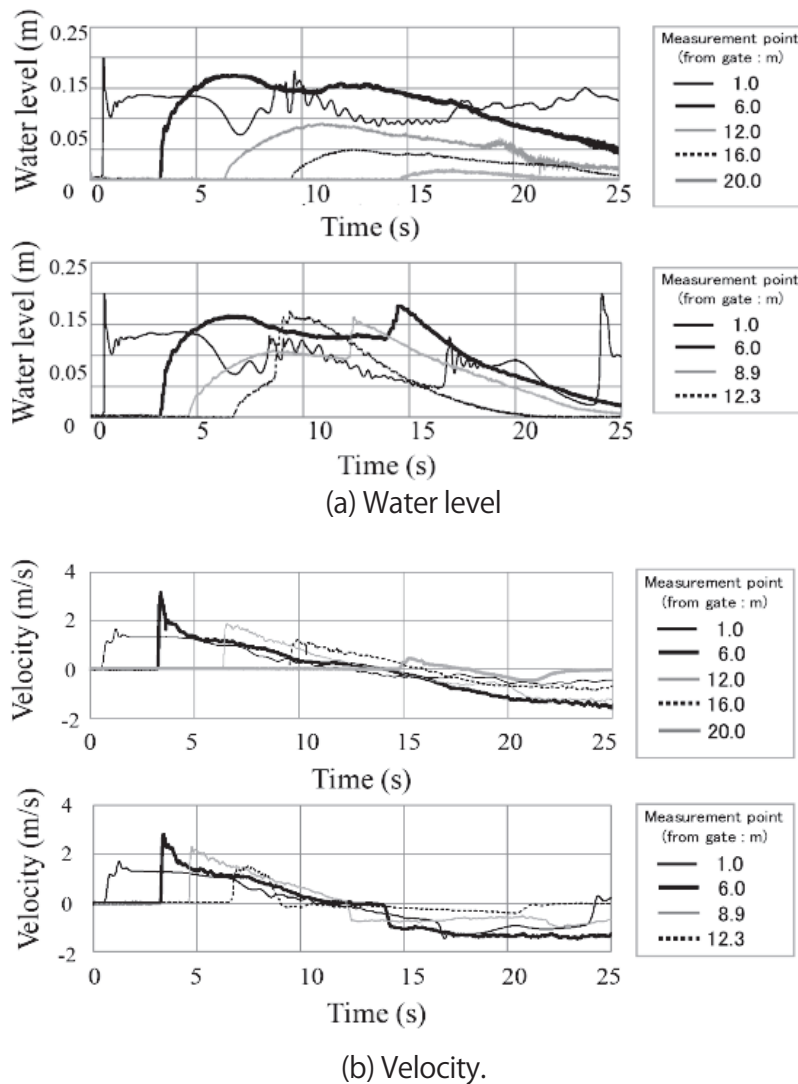 Water level (m)
0.25
0.15
0.05
0
0 5 10 15 20 25
Time (s)
Measurement point
(from gate : m)
1.0
6.0
12.0
16.0
20.0
Water level (m)
0.25
0.15
0.05
0
0 5 10 15 20 25
Time (s)
Measurement point
(from gate : m)
1.0
6.0
8.9
12.3
(a) Water level
Velocity (m/s)
4
2
0
-2
0 5 10 15 20 25
Time (s)
Measurement point
(from gate : m)
1.0
6.0
12.0
16.0
20.0
Velocity (m/s)
4
2
0
-2
0 5 10 15 20 25
Time (s)
Measurement point
(from gate : m)
1.0
6.0
8.9
12.3
(b) Velocity.